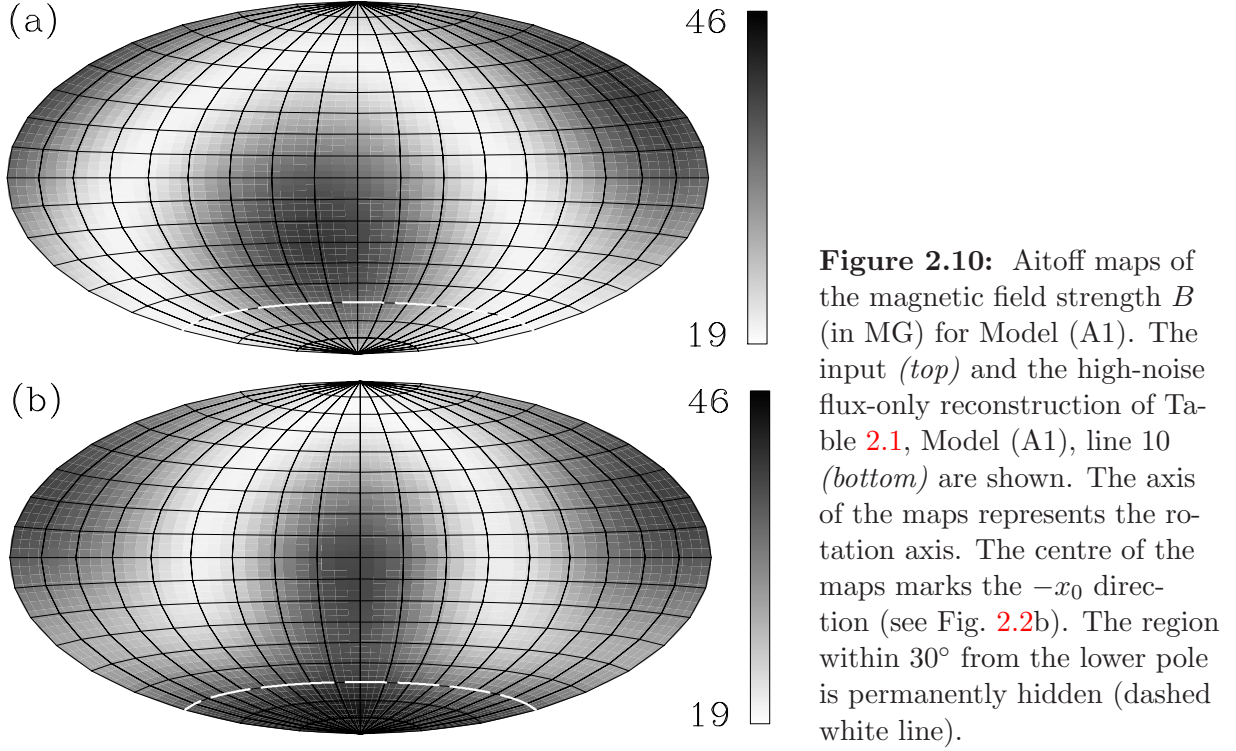 (a)
46
19
(b)
46
19
Figure 2.10: Aitoff maps of
the magnetic field strength B
(in MG) for Model (A1). The
input (top) and the high-noise
flux-only reconstruction of Ta-
ble 2.1, Model (A1), line 10
(bottom) are shown. The axis
of the maps represents the ro-
tation axis. The centre of the
maps marks the −x₀ direc-
tion (see Fig. 2.2b). The region
within 30° from the lower pole
is permanently hidden (dashed
white line).